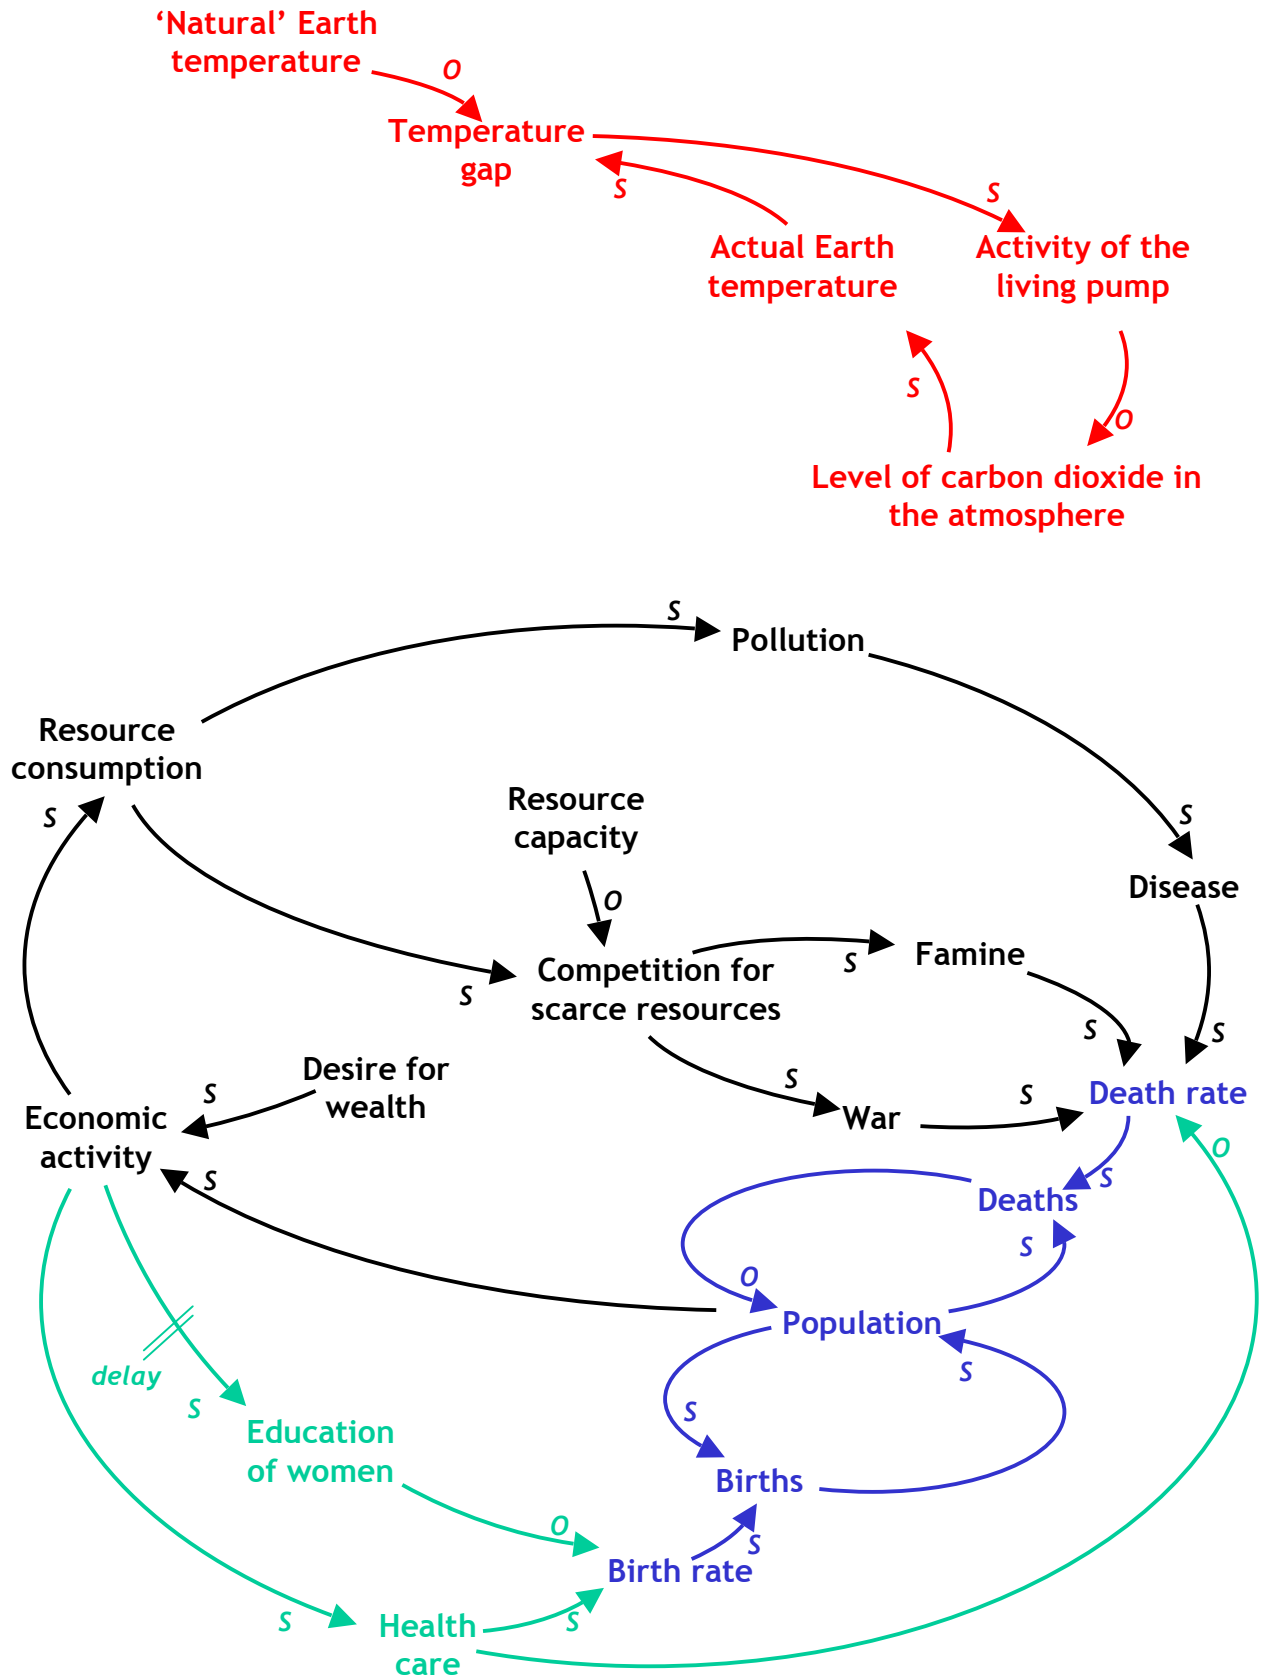 ‘Natural’ Earth
temperature
O
Temperature
gap
S
S
Actual Earth
temperature
Activity of the
living pump
S
O
Level of carbon dioxide in
the atmosphere
S
Pollution
Resource
consumption
S
Resource
capacity
S
Disease
O
Competition for
scarce resources
S
S
Famine
S
S
Desire for
wealth
S
S
S
Death rate
Economic
activity
War
S
O
S
Deaths
S
O
Population
S
delay
S
S
Education
of women
Births
O
S
Birth rate
S
S
Health
care